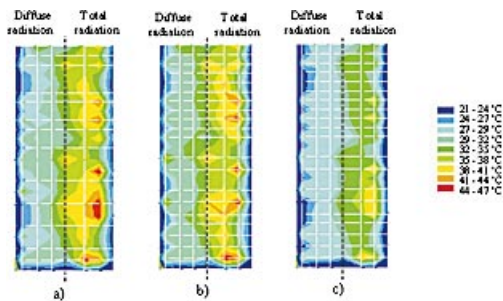 Diffuse Total
radiation radiation
Diffuse Total
radiation radiation
Diffuse Total
radiation radiation
21 - 24 °C
24 - 27 °C
27 - 29 °C
29 - 32 °C
32 - 35 °C
35 - 38 °C
38 - 41 °C
41 - 44 °C
44 - 47 °C
a)
b)
c)